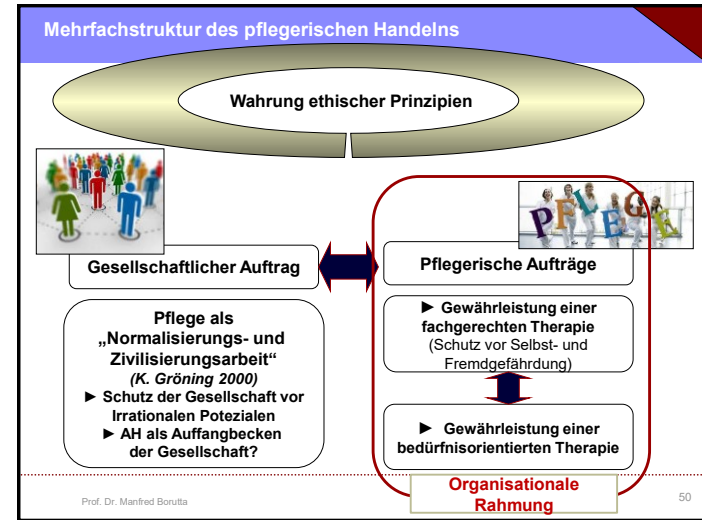 Mehrfachstruktur des pflegerischen Handelns
Wahrung ethischer Prinzipien
PFLEGE
Gesellschaftlicher Auftrag
Pflegerische Aufträge
Pflege als
„Normalisierungs- und
Zivilisierungsarbeit“
(K. Gröning 2000)
► Schutz der Gesellschaft vor
Irrationalen Potezialen
► AH als Auffangbecken
der Gesellschaft?
► Gewährleistung einer
fachgerechten Therapie
(Schutz vor Selbst- und
Fremdgefährdung)
► Gewährleistung einer
bedürfnisorientierten Therapie
Organisationale
Rahmung
Prof. Dr. Manfred Borutta
50